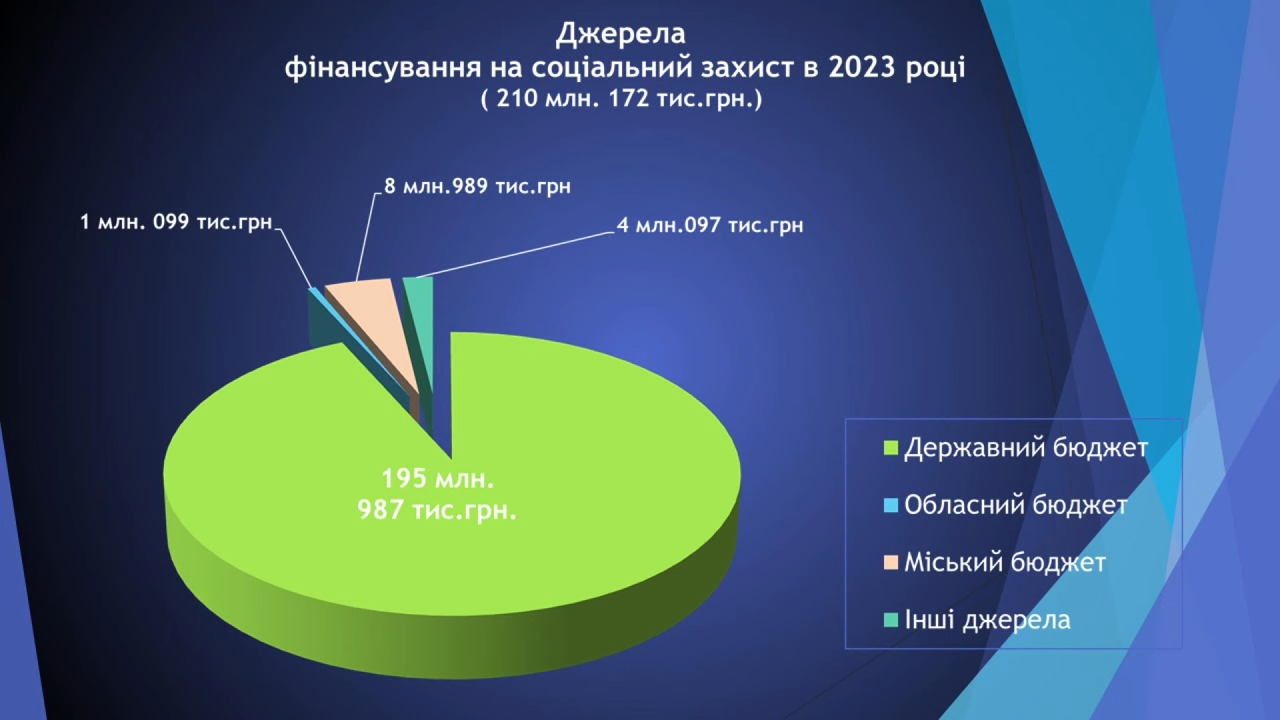 Джерела
фінансування на соціальний захист в 2023 році
( 210 млн. 172 тис.грн.)
8 млн.989 тис.грн
1 млн. 099 тис.грн
4 млн.097 тис.грн
195 млн.
987 тис.грн.
Державний бюджет
Обласний бюджет
Міський бюджет
Інші джерела